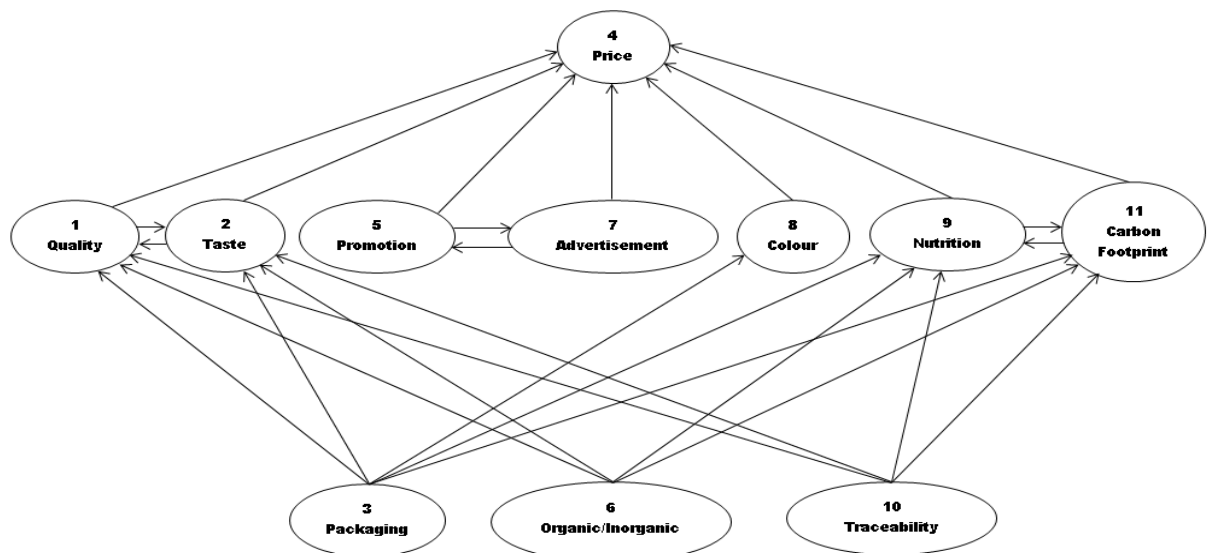 4
Price
1
Quality
2
Taste
5
Promotion
7
Advertisement
8
Colour
9
Nutrition
11
Carbon
Footprint
3
Packaging
6
Organic/Inorganic
10
Traceability